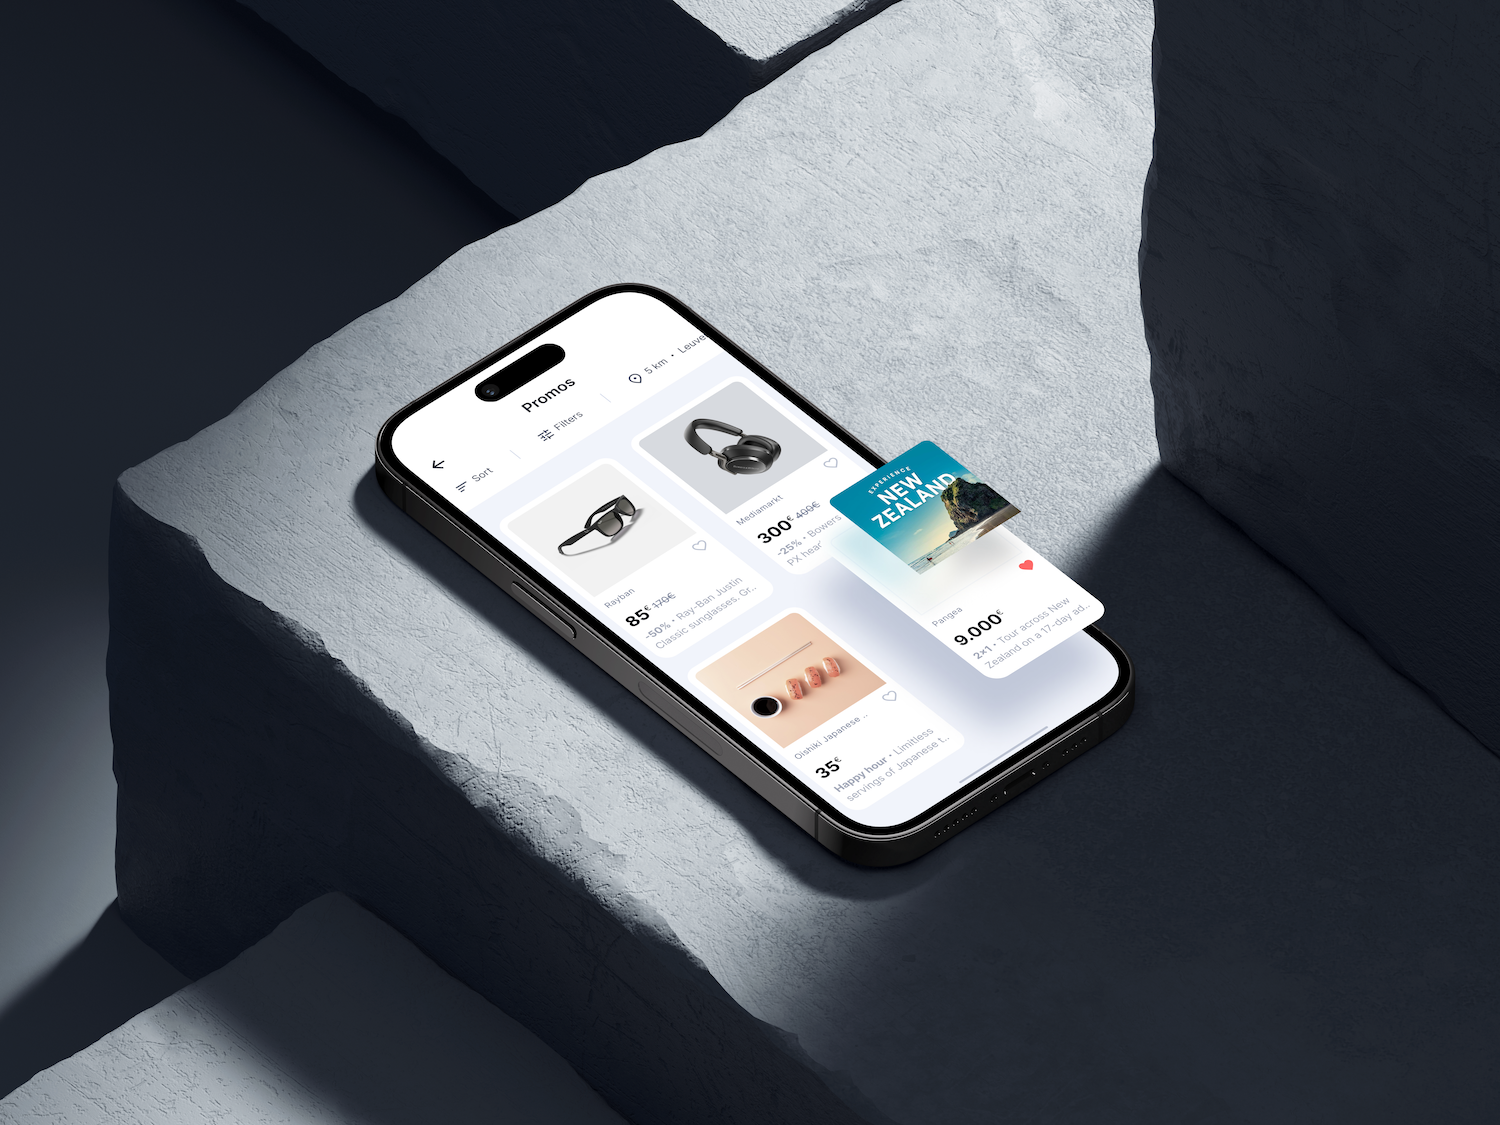 Promos
Sort
Filters
5 km • Leuve
Rayban
85€ 170€
-50% • Ray-Ban Justin
Classic sunglasses. Gr..
Mediamarkt
300€ 400€
-25% • Bowers
PX head
EXPERIENCE
NEW
ZEALAND
Pangea
9.000€
2x1 • Tour across New
Zealand on a 17-day ad..
Oishiki Japanese ..
35€
Happy hour • Limitless
servings of Japanese t..